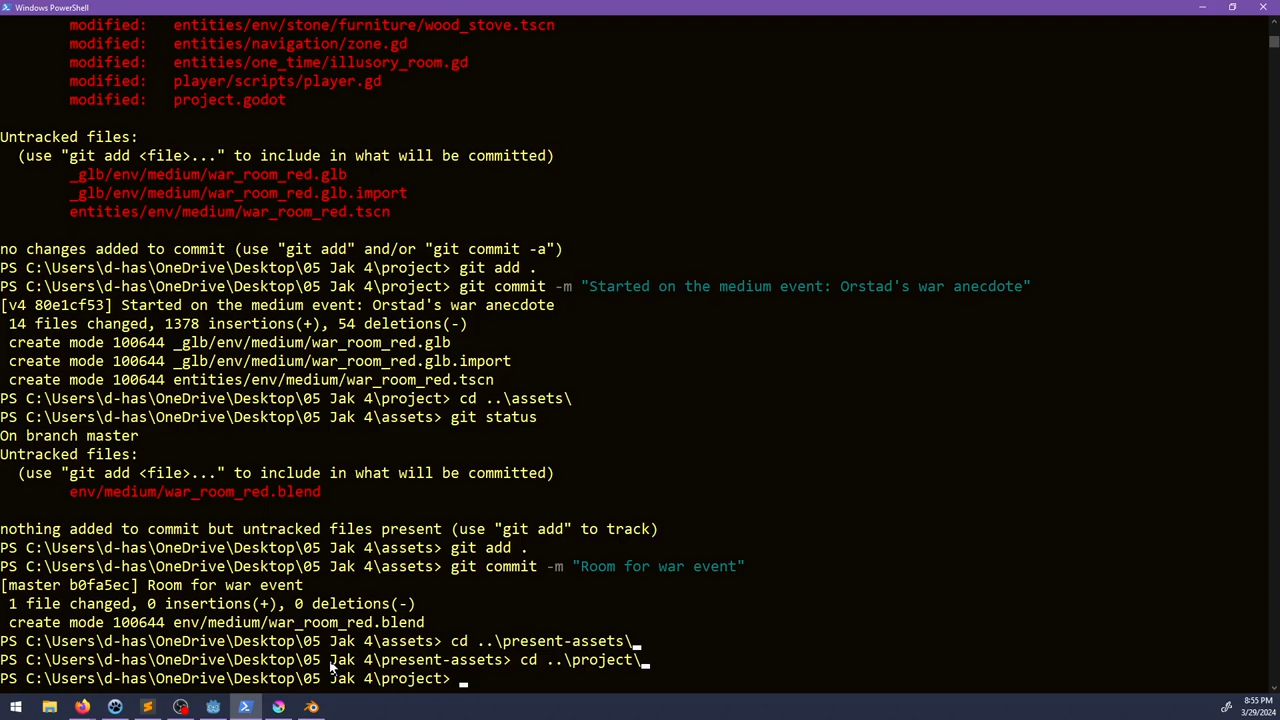 Windows PowerShell
modified: entities/env/stone/furniture/wood_stove.tscn
modified: entities/navigation/zone.gd
modified: entities/one_time/illusory_room.gd
modified: player/scripts/player.gd
modified: project.godot
Untracked files:
(use "git add <file>..." to include in what will be committed)
_glb/env/medium/war_room_red.glb
_glb/env/medium/war_room_red.glb.import
entities/env/medium/war_room_red.tscn
no changes added to commit (use "git add" and/or "git commit -a")
PS C:\Users\d-has\OneDrive\Desktop\05 Jak 4\project> git add .
PS C:\Users\d-has\OneDrive\Desktop\05 Jak 4\project> git commit -m "Started on the medium event: Orstad's war anecdote"
[v4 80e1cf53] Started on the medium event: Orstad's war anecdote
14 files changed, 1378 insertions(+), 54 deletions(-)
create mode 100644 _glb/env/medium/war_room_red.glb
create mode 100644 _glb/env/medium/war_room_red.glb.import
create mode 100644 entities/env/medium/war_room_red.tscn
PS C:\Users\d-has\OneDrive\Desktop\05 Jak 4\project> cd ..\assets\
PS C:\Users\d-has\OneDrive\Desktop\05 Jak 4\assets> git status
On branch master
Untracked files:
(use "git add <file>..." to include in what will be committed)
env/medium/war_room_red.blend
nothing added to commit but untracked files present (use "git add" to track)
PS C:\Users\d-has\OneDrive\Desktop\05 Jak 4\assets> git add .
PS C:\Users\d-has\OneDrive\Desktop\05 Jak 4\assets> git commit -m "Room for war event"
[master b0fa5ec] Room for war event
1 file changed, 0 insertions(+), 0 deletions(-)
create mode 100644 env/medium/war_room_red.blend
PS C:\Users\d-has\OneDrive\Desktop\05 Jak 4\assets> cd ..\present-assets\
PS C:\Users\d-has\OneDrive\Desktop\05 Jak 4\present-assets> cd ..\project\
PS C:\Users\d-has\OneDrive\Desktop\05 Jak 4\project>
8:55 PM
3/29/2024